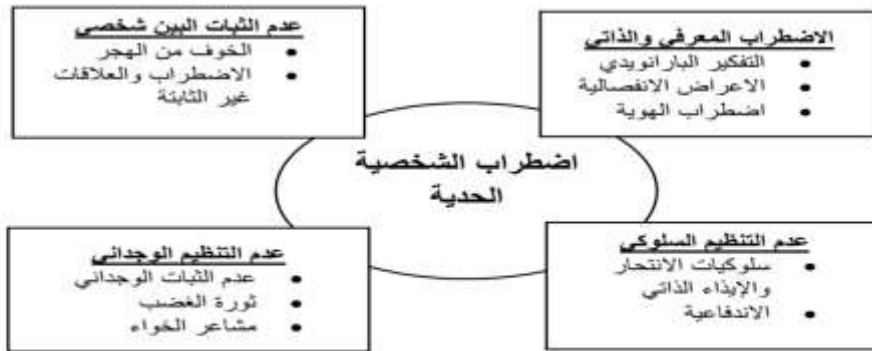 الاضطراب المعرفي والذاتي
التفكير البارانويدي
الاعراض الانفصالية
اضطراب الهوية
عدم الثبات البين شخصي
الخوف من الهجر
الاضطراب والعلاقات
غير الثابتة
اضطراب الشخصية
الحدية
عدم التنظيم السلوكي
سلوكيات الانتحار
والإيذاء الذاتي
الاندفاعية
عدم التنظيم الوجداني
عدم الثبات الوجداني
ثورة الغضب
مشاعر الخواء